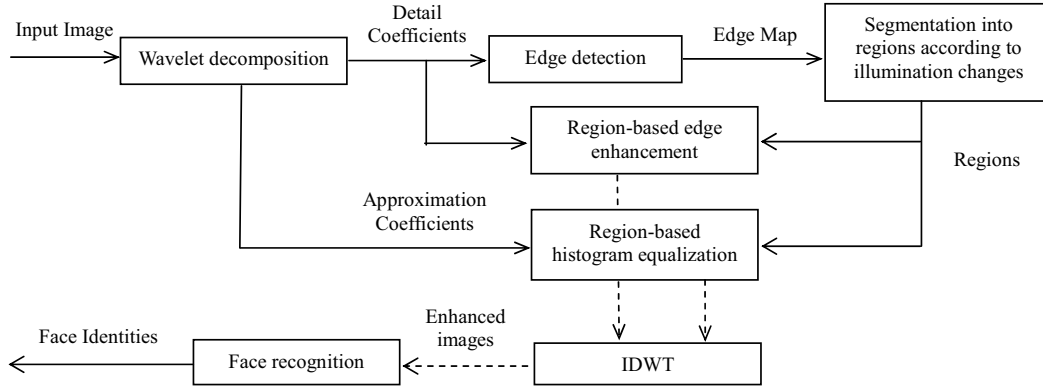 Input Image
Wavelet decomposition
Detail
Coefficients
Edge detection
Edge Map
Segmentation into
regions according to
illumination changes
Region-based edge
enhancement
Regions
Approximation
Coefficients
Region-based
histogram equalization
Face Identities
Face recognition
Enhanced
images
IDWT